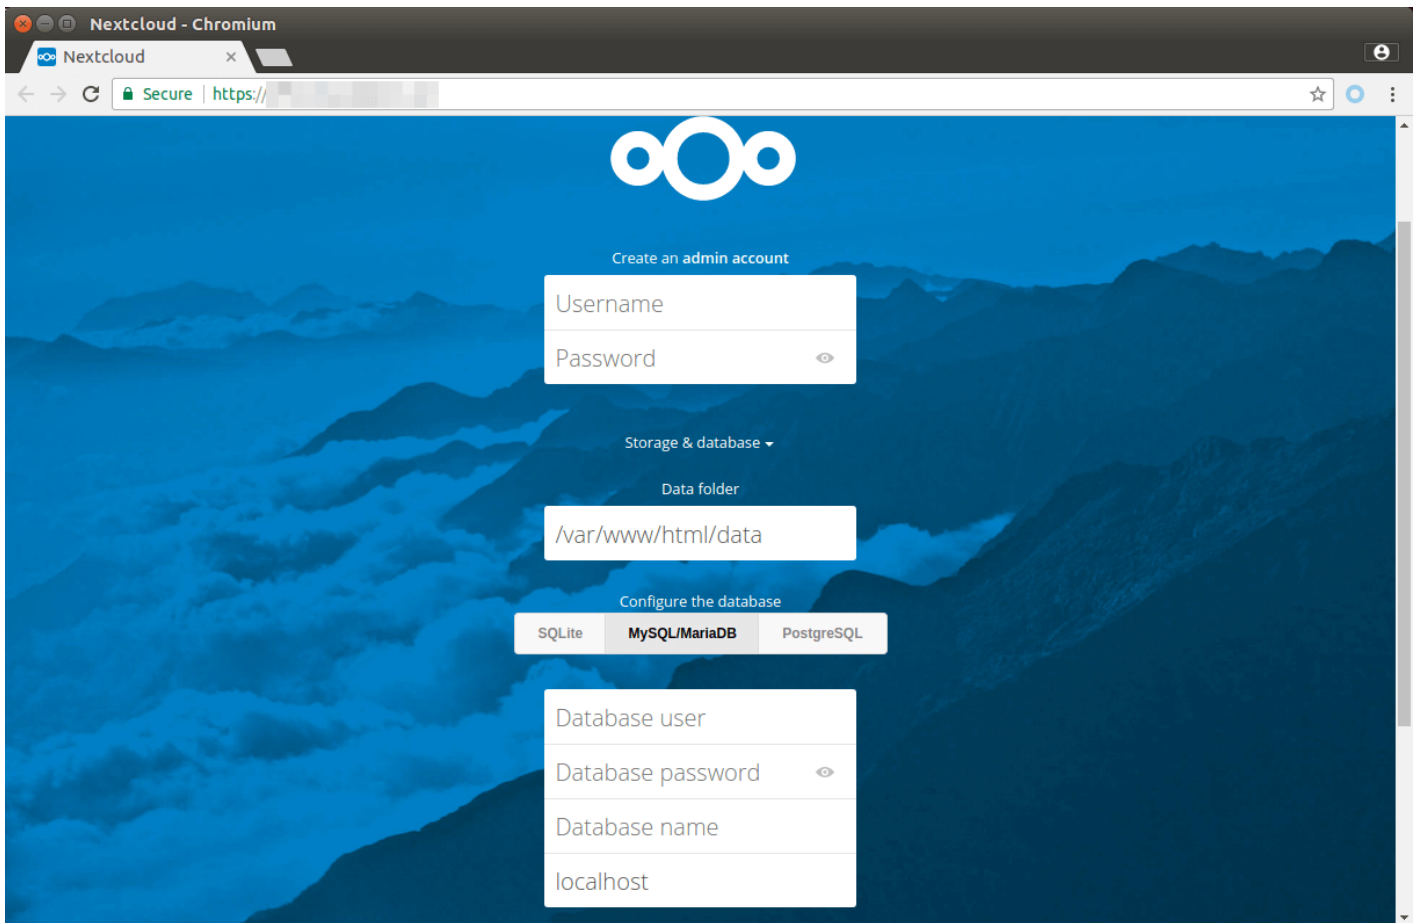 Nextcloud - Chromium
Nextcloud
Secure https://
Create an admin account
Username
Password
Storage & database
Data folder
/var/www/html/data
Configure the database
SQLite MySQL/MariaDB PostgreSQL
Database user
Database password
Database name
localhost